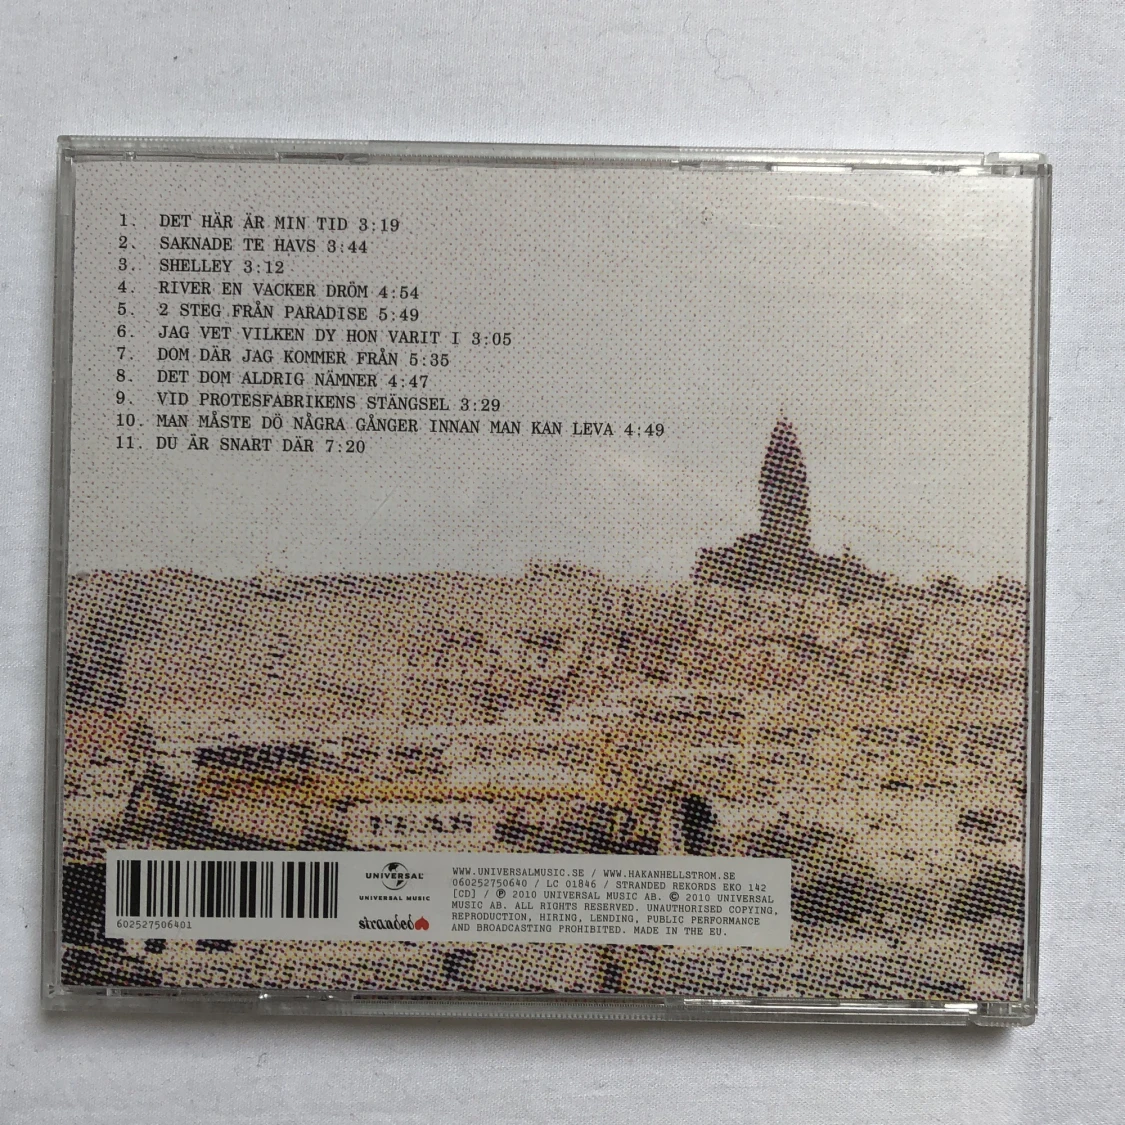 1. DET HÄR ÄR MIN TID 3:19
2. SAKNADE TE HAVS 3:44
3. SHELLEY 3:12
4. RIVER EN VACKER DRÖM 4:54
5. 2 STEG FRÅN PARADISE 5:49
6. JAG VET VILKEN DY HON VARIT I 3:05
7. DOM DÄR JAG KOMMER FRÅN 5:35
8. DET DOM ALDRIG NÄMNER 4:47
9. VID PROTESFABRIKENS STÄNGSEL 3:29
10. MAN MÅSTE DÖ NÅGRA GÅNGER INNAN MAN KAN LEVA 4:49
11. DU ÄR SNART DÄR 7:20
602527506401
UNIVERSAL
UNIVERSAL MUSIC
stranded
WWW.UNIVERSALMUSIC.SE / WWW.HAKANHELLSTROM.SE
060252750640 / LC 01846 / STRANDED REKORDS EKO 142
[CD] / ℗ 2010 UNIVERSAL MUSIC AB. © 2010 UNIVERSAL
MUSIC AB. ALL RIGHTS RESERVED. UNAUTHORISED COPYING,
REPRODUCTION, HIRING, LENDING, PUBLIC PERFORMANCE
AND BROADCASTING PROHIBITED. MADE IN THE EU.